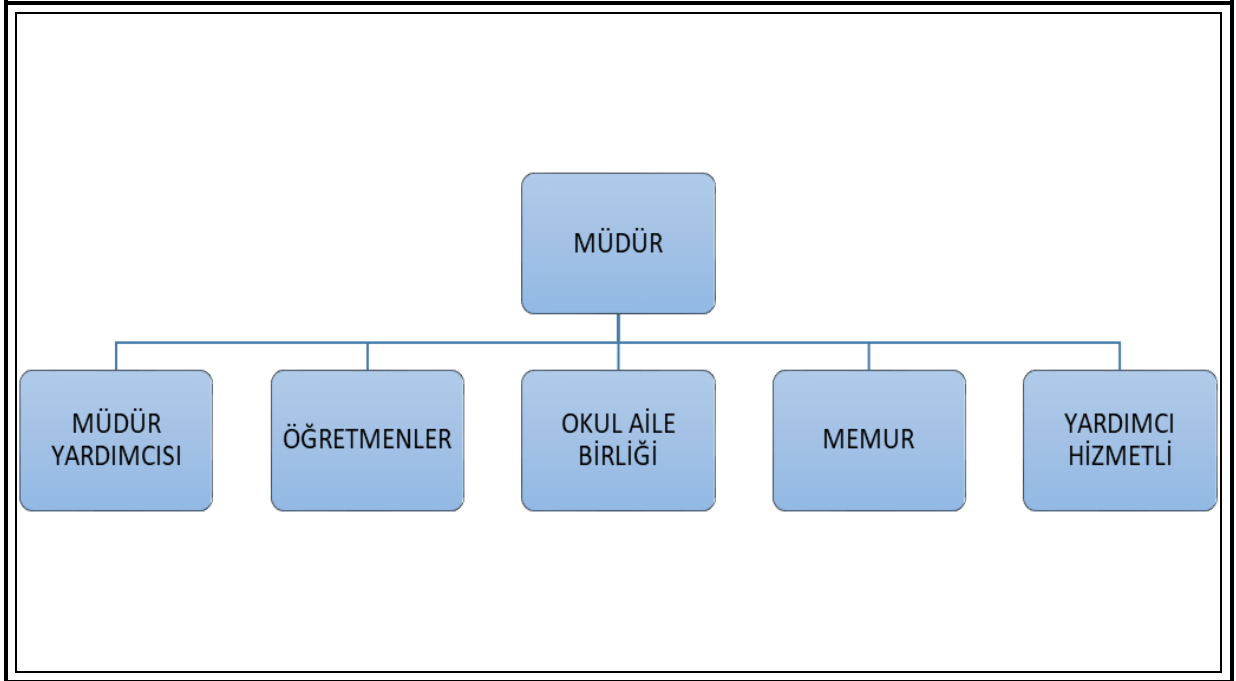 MÜDÜR
MÜDÜR
YARDIMCISI
ÖĞRETMENLER
OKUL AİLE
BİRLİĞİ
MEMUR
YARDIMCI
HİZMETLİ